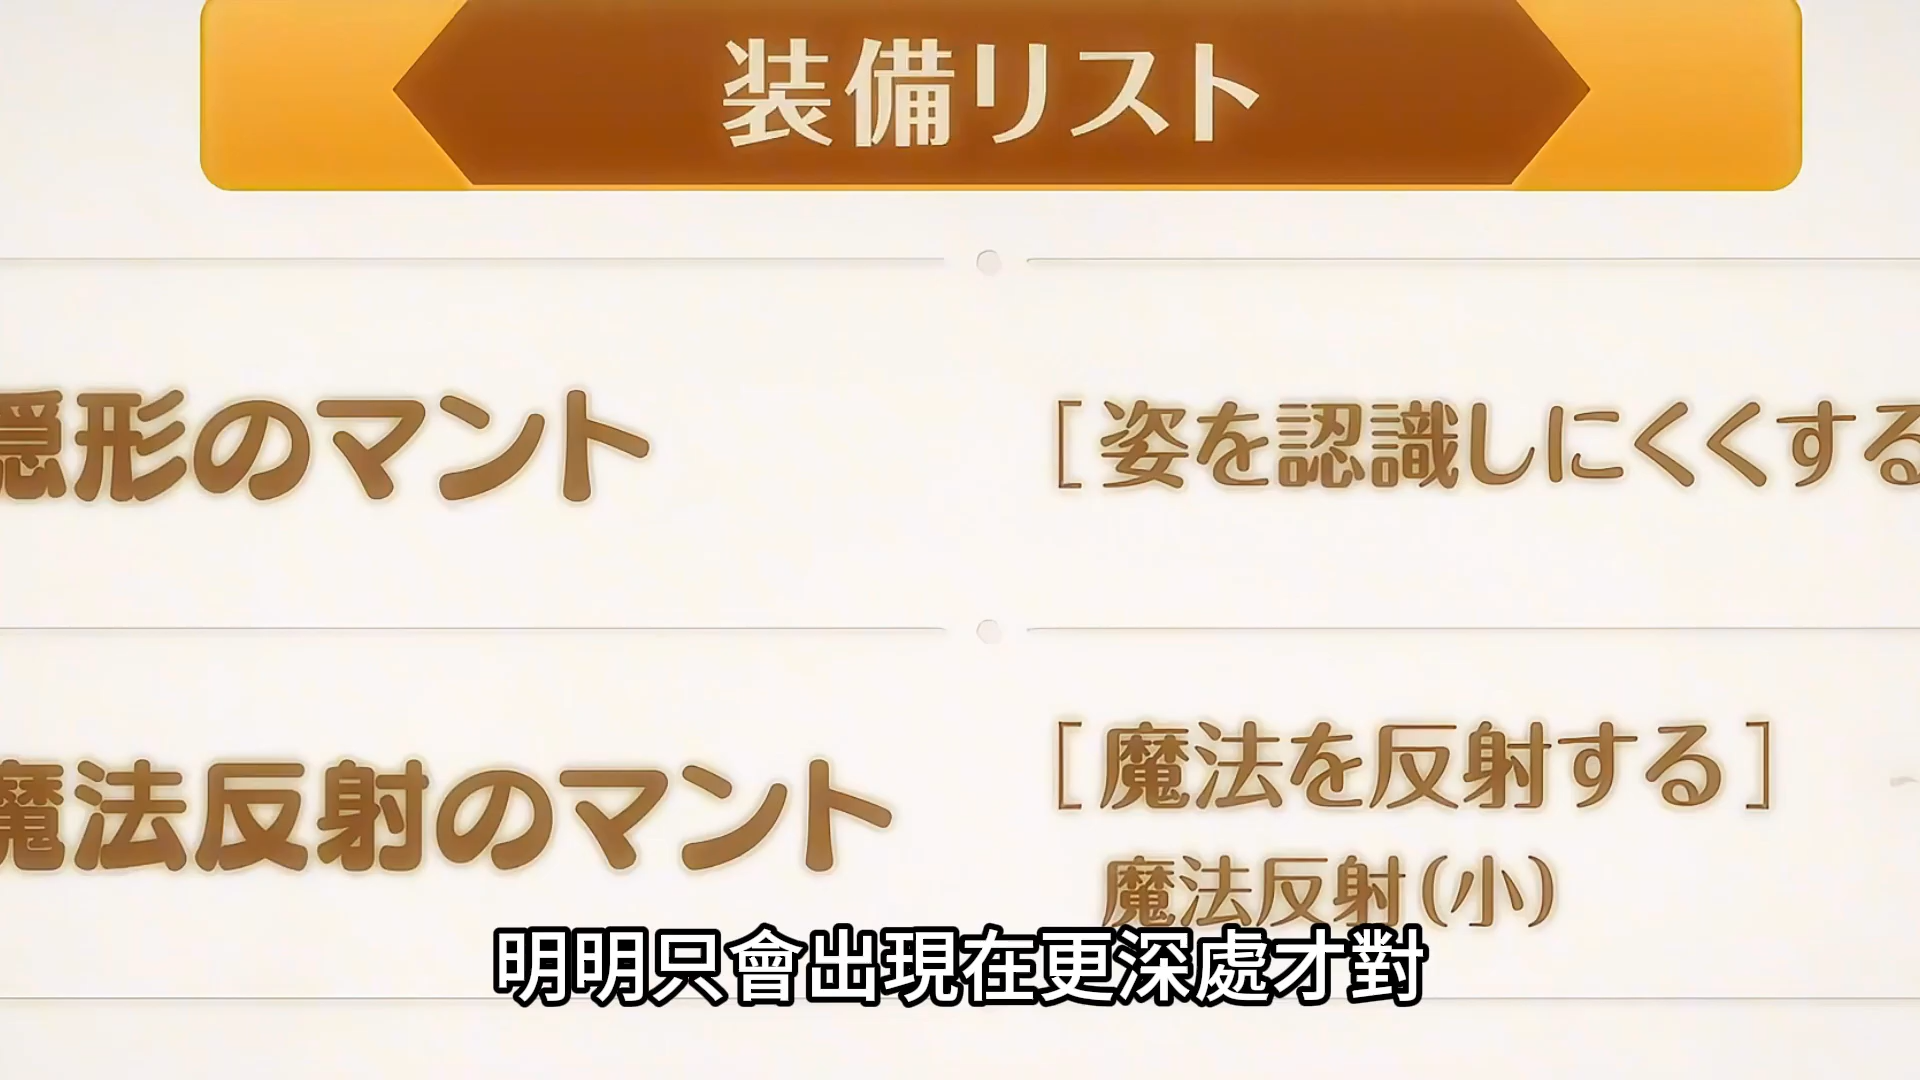 装備リスト
隠形のマント
[姿を認識しにくくする
魔法反射のマント
[魔法を反射する]
魔法反射(小)
明明只會出現在更深處才對